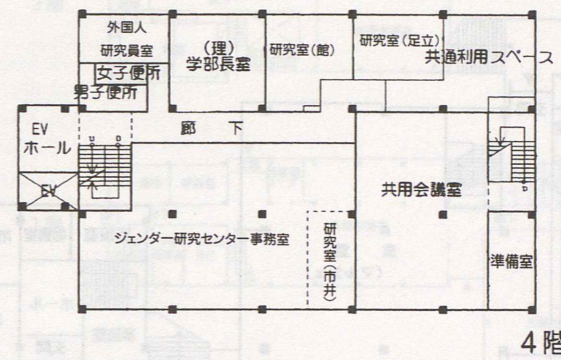 外国人
研究員室
(理)
学部長室
研究室(館)
研究室(足立)
共通利用スペース
女子便所
男子便所
EV
ホール
廊 下
U
D
EV
共用会議室
D
ジェンダー研究センター事務室
研究室(市井)
準備室
4階